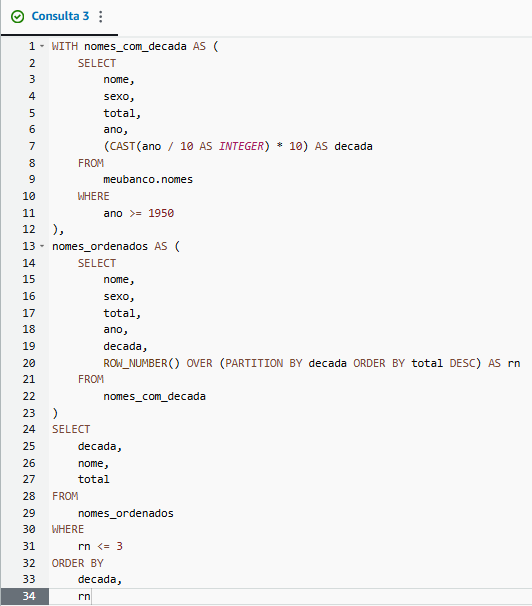 Consulta 3
1 WITH nomes_com_decada AS (
2     SELECT
3         nome,
4         sexo,
5         total,
6         ano,
7         (CAST(ano / 10 AS INTEGER) * 10) AS decada
8     FROM
9         meubanco.nomes
10     WHERE
11         ano >= 1950
12 ),
13 nomes_ordenados AS (
14     SELECT
15         nome,
16         sexo,
17         total,
18         ano,
19         decada,
20         ROW_NUMBER() OVER (PARTITION BY decada ORDER BY total DESC) AS rn
21     FROM
22         nomes_com_decada
23 )
24 SELECT
25     decada,
26     nome,
27     total
28 FROM
29     nomes_ordenados
30 WHERE
31     rn <= 3
32 ORDER BY
33     decada,
34     rn